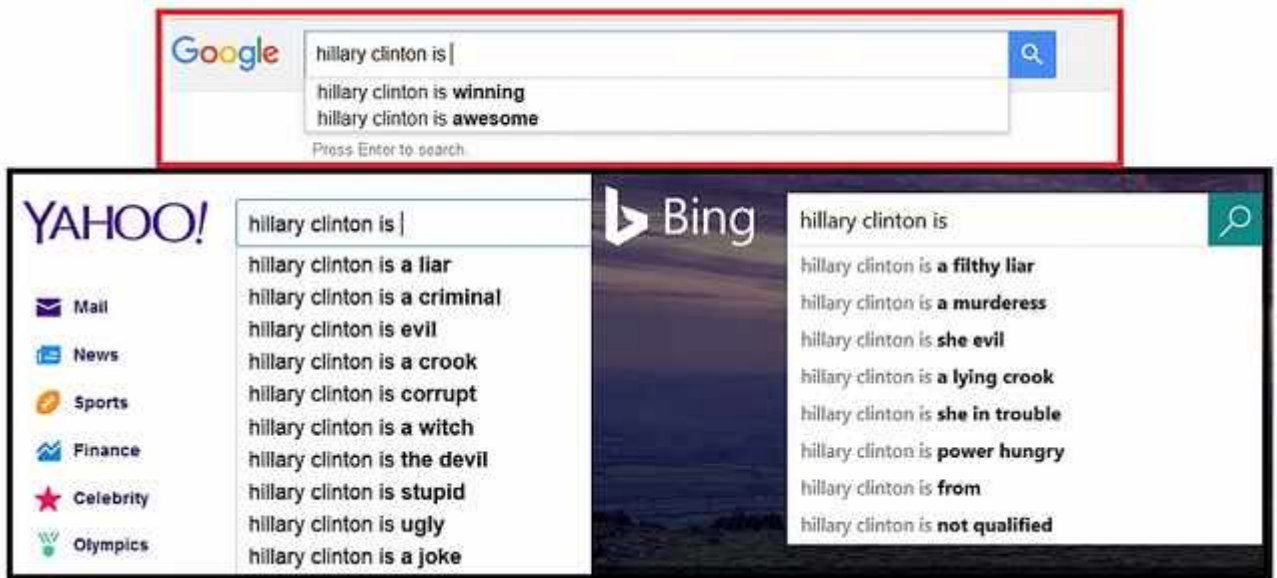 Google
hillary clinton is
hillary clinton is winning
hillary clinton is awesome
Press Enter to search.
YAHOO!
hillary clinton is
hillary clinton is a liar
hillary clinton is a criminal
hillary clinton is evil
hillary clinton is a crook
hillary clinton is corrupt
hillary clinton is a witch
hillary clinton is the devil
hillary clinton is stupid
hillary clinton is ugly
hillary clinton is a joke
Mail
News
Sports
Finance
Celebrity
Olympics
Bing
hillary clinton is
hillary clinton is a filthy liar
hillary clinton is a murderess
hillary clinton is she evil
hillary clinton is a lying crook
hillary clinton is she in trouble
hillary clinton is power hungry
hillary clinton is from
hillary clinton is not qualified